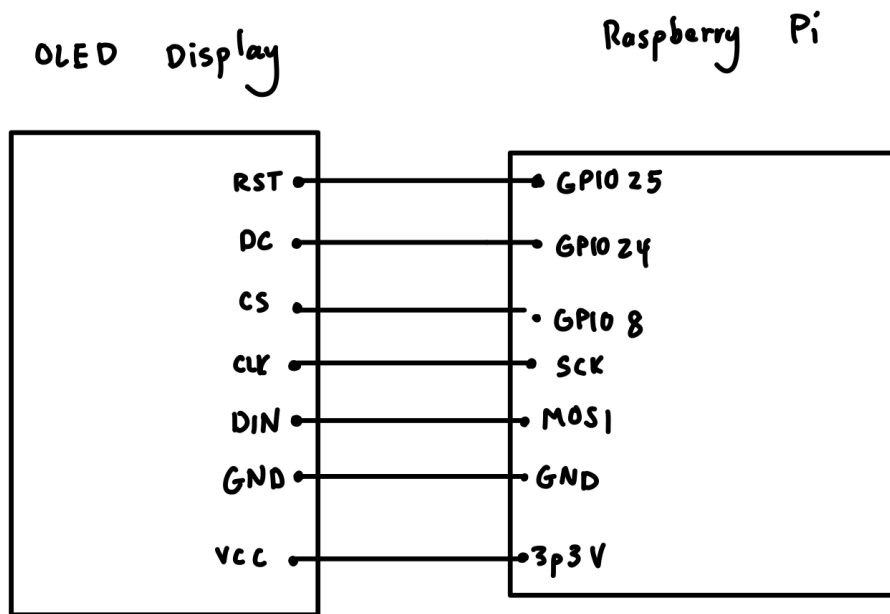 OLED Display
Raspberry Pi
RST GPIO 25
DC GPIO 24
CS GPIO 8
CLK SCK
DIN MOSI
GND GND
VCC 3p3V